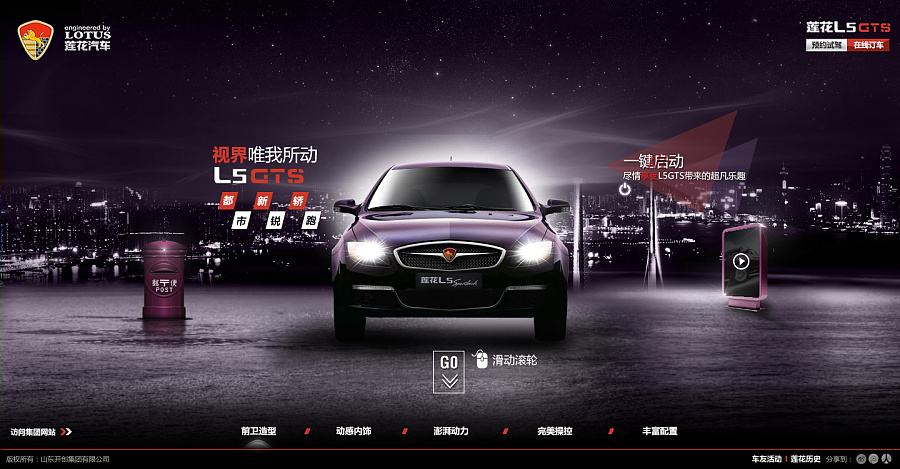 engineered by
LOTUS
莲花汽车
莲花L5GTS
预约试驾
在线订车
视界唯我所动
L5GTS
都 新 轿
市 锐 跑
一键启动
尽情享受L5GTS带来的超凡乐趣
POST
莲花L5 Sportback
GO
滑动滚轮
访问集团网站
前卫造型
动感内饰
澎湃动力
完美操控
丰富配置
版权所有：山东开创集团有限公司
车友活动
莲花历史
分享到：